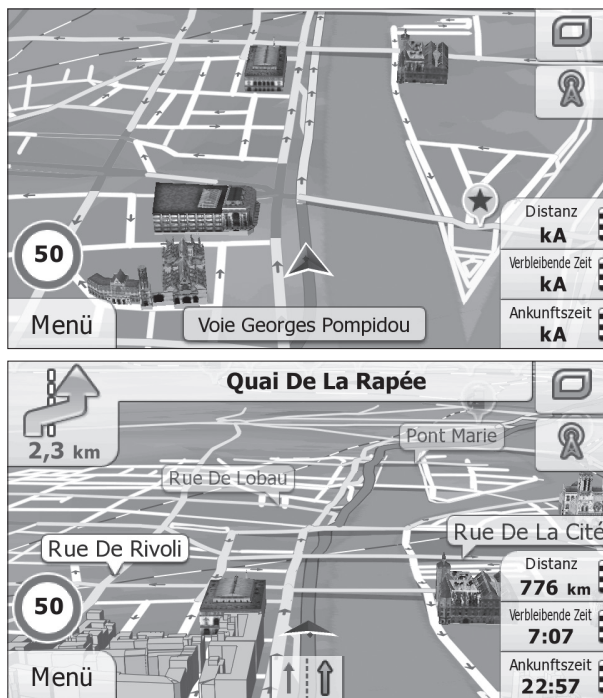 Distanz
kA
50
Verbleibende Zeit
kA
Ankunftszeit
kA
Menü
Voie Georges Pompidou
Quai De La Rapée
2,3 km
Pont Marie
Rue De Lobau
Rue De La Cité
Rue De Rivoli
Distanz
776 km
50
Verbleibende Zeit
7:07
Ankunftszeit
22:57
Menü